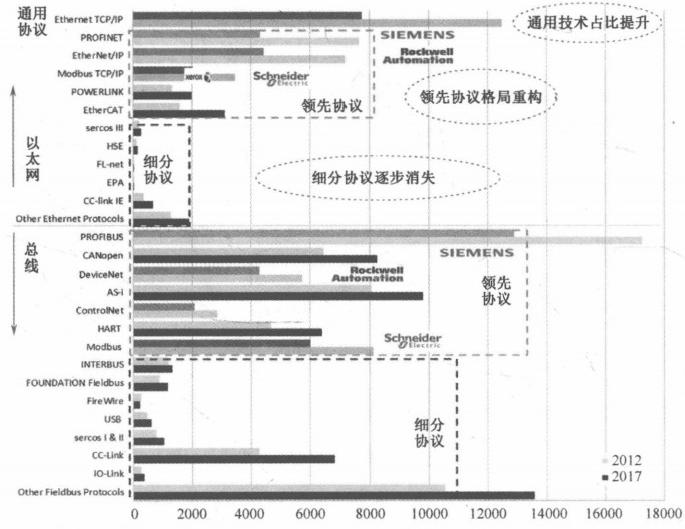 通用
协议
Ethernet TCP/IP
通用技术占比提升
PROFINET
SIEMENS
EtherNet/IP
Rockwell
Automation
Modbus TCP/IP
xerox
Schneider
Electric
POWERLINK
领先协议
领先协议格局重构
EtherCAT
以太网
sercos III
HSE
FL-net
细分
协议
细分协议逐步消失
EPA
CC-link IE
Other Ethernet Protocols
总线
PROFIBUS
SIEMENS
CANopen
DeviceNet
Rockwell
Automation
领先
协议
AS-i
ControlNet
HART
Schneider
Electric
Modbus
INTERBUS
FOUNDATION Fieldbus
FireWire
USB
细分
协议
sercos I & II
CC-Link
2012
IO-Link
2017
Other Fieldbus Protocols
0 2000 4000 6000 8000 10000 12000 14000 16000 18000